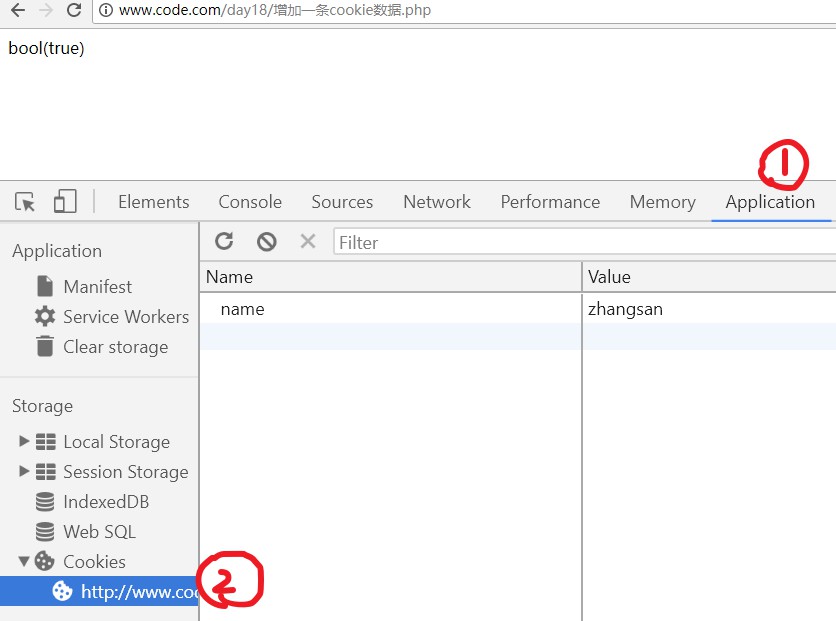 www.code.com/day18/增加一条cookie数据.php
bool(true)
1
Elements Console Sources Network Performance Memory Application
Application
Manifest
Service Workers
Clear storage
Storage
Local Storage
Session Storage
IndexedDB
Web SQL
Cookies
http://www.co
2
Filter
Name Value
name zhangsan